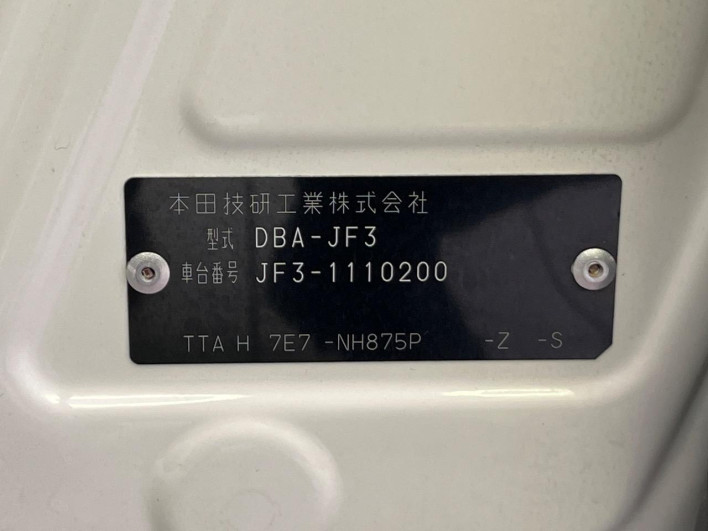 本田技研工業株式会社
型式 DBA-JF3
車台番号 JF3-1110200
TTA H 7E7 -NH875P -Z -S